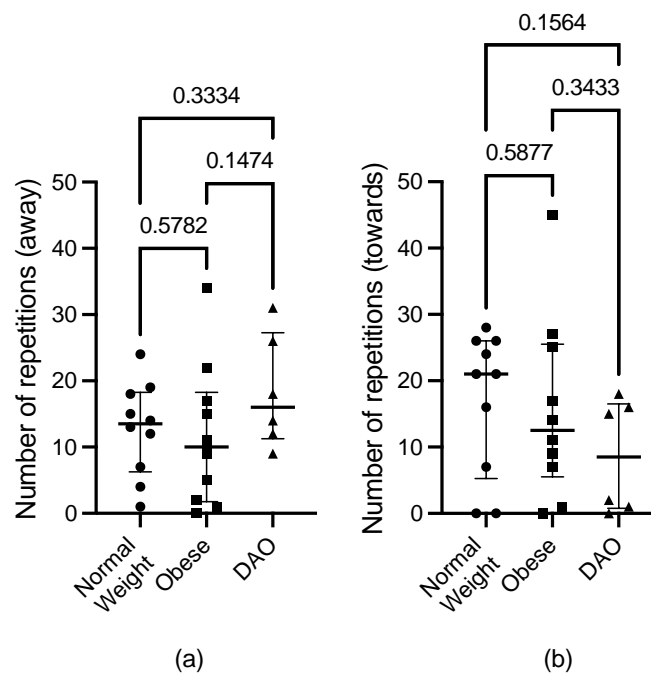 0.3334
0.1474
0.5782
Number of repetitions (away)
50
40
30
20
10
0
Normal
Weight
Obese
DAO
(a)
0.1564
0.3433
0.5877
Number of repetitions (towards)
50
40
30
20
10
0
Normal
Weight
Obese
DAO
(b)